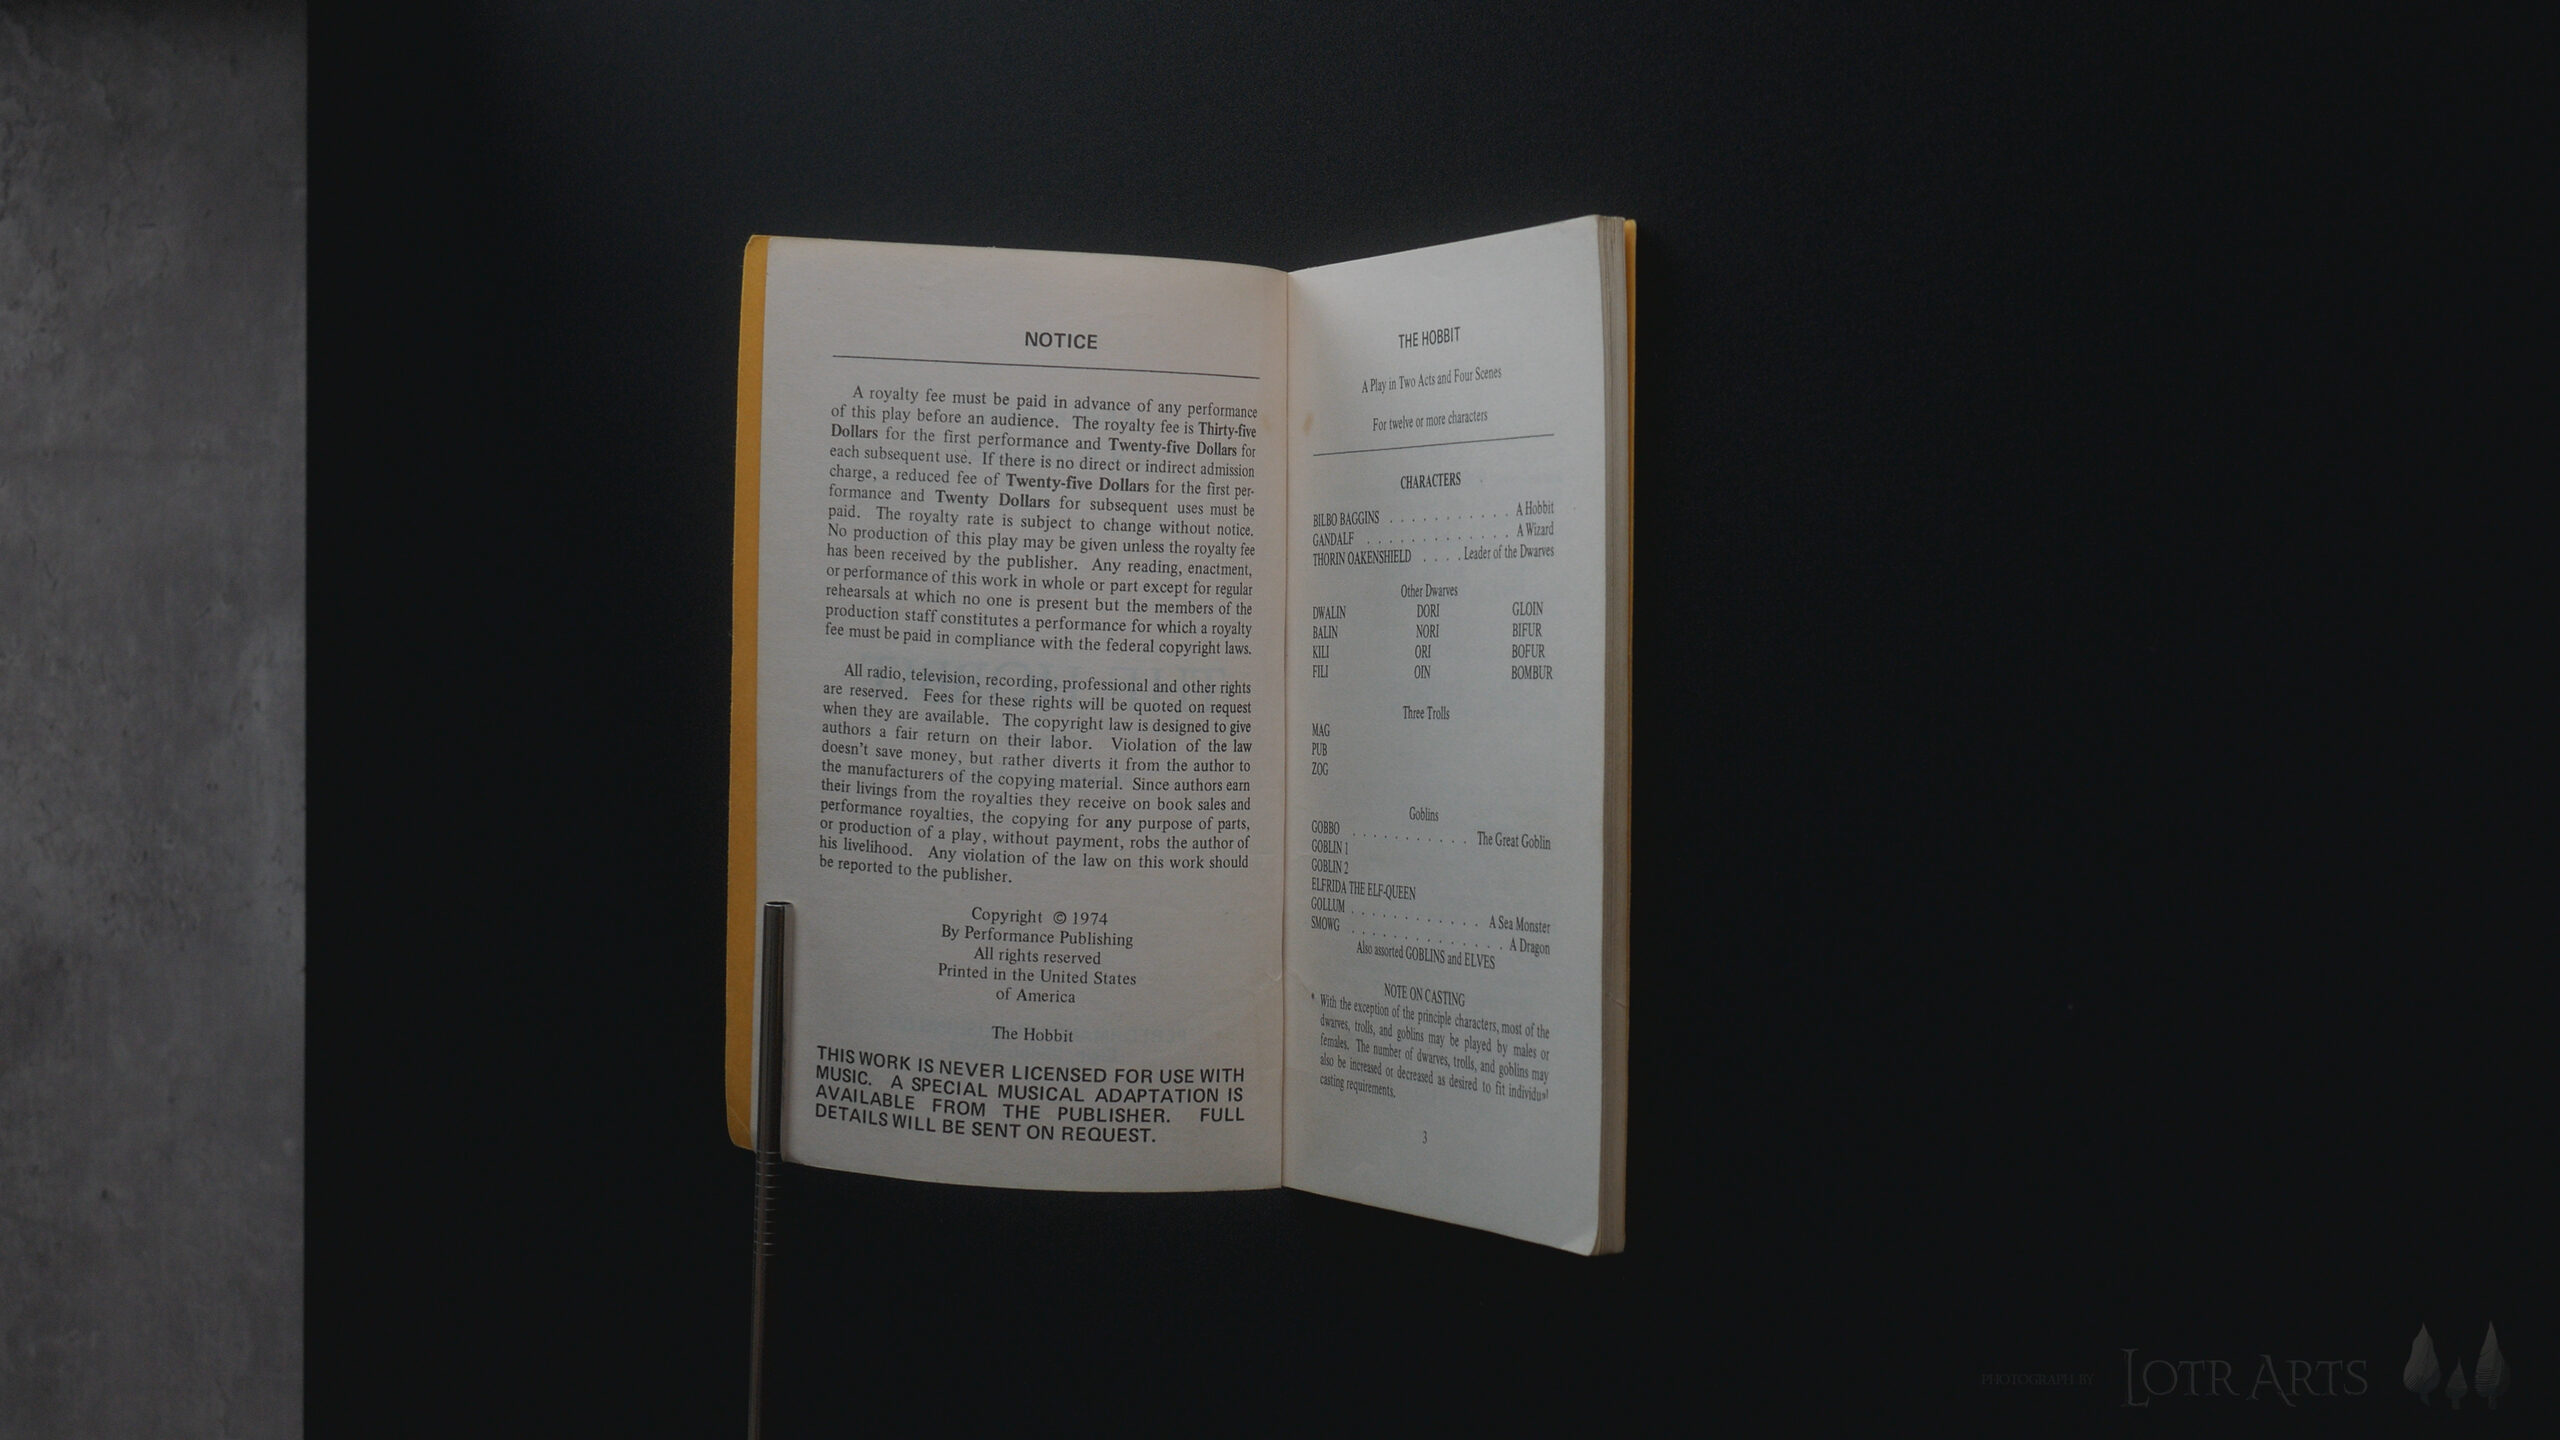 NOTICE
A royalty fee must be paid in advance of any performance
of this play before an audience. The royalty fee is Thirty-five
Dollars for the first performance and Twenty-five Dollars for
each subsequent use. If there is no direct or indirect admission
charge, a reduced fee of Twenty-five Dollars for the first per-
formance and Twenty Dollars for subsequent uses must be
paid. The royalty rate is subject to change without notice.
No production of this play may be given unless the royalty fee
has been received by the publisher. Any reading, enactment,
or performance of this work in whole or part except for regular
rehearsals at which no one is present but the members of the
production staff constitutes a performance for which a royalty
fee must be paid in compliance with the federal copyright laws.
All radio, television, recording, professional and other rights
are reserved. Fees for these rights will be quoted on request
when they are available. The copyright law is designed to give
authors a fair return on their labor. Violation of the law
doesn't save money, but rather diverts it from the author to
the manufacturers of the copying material. Since authors earn
their livings from the royalties they receive on book sales and
performance royalties, the copying for any purpose of parts,
or production of a play, without payment, robs the author of
his livelihood. Any violation of the law on this work should
be reported to the publisher.
Copyright © 1974
By Performance Publishing
All rights reserved
Printed in the United States
of America
The Hobbit
THIS WORK IS NEVER LICENSED FOR USE WITH
MUSIC. A SPECIAL MUSICAL ADAPTATION IS
AVAILABLE FROM THE PUBLISHER. FULL
DETAILS WILL BE SENT ON REQUEST.
THE HOBBIT
A Play in Two Acts and Four Scenes
For twelve or more characters
CHARACTERS
BILBO BAGGINS . . . . . . . . . . . A Hobbit
GANDALF . . . . . . . . . . . . . A Wizard
THORIN OAKENSHIELD . . . . Leader of the Dwarves
Other Dwarves
DWALIN DORI GLOIN
BALIN NORI BIFUR
KILI ORI BOFUR
FILI OIN BOMBUR
Three Trolls
MAG
PUB
ZOG
Goblins
GOBBO . . . . . . . . . . The Great Goblin
GOBLIN 1
GOBLIN 2
ELFRIDA THE ELF-QUEEN
GOLLUM . . . . . . . . . . . . A Sea Monster
SMOWG . . . . . . . . . . . . . . A Dragon
Also assorted GOBLINS and ELVES
NOTE ON CASTING
* With the exception of the principle characters, most of the
dwarves, trolls, and goblins may be played by males or
females. The number of dwarves, trolls, and goblins may
also be increased or decreased as desired to fit individual
casting requirements.
3
PHOTOGRAPH BY LOTR ARTS